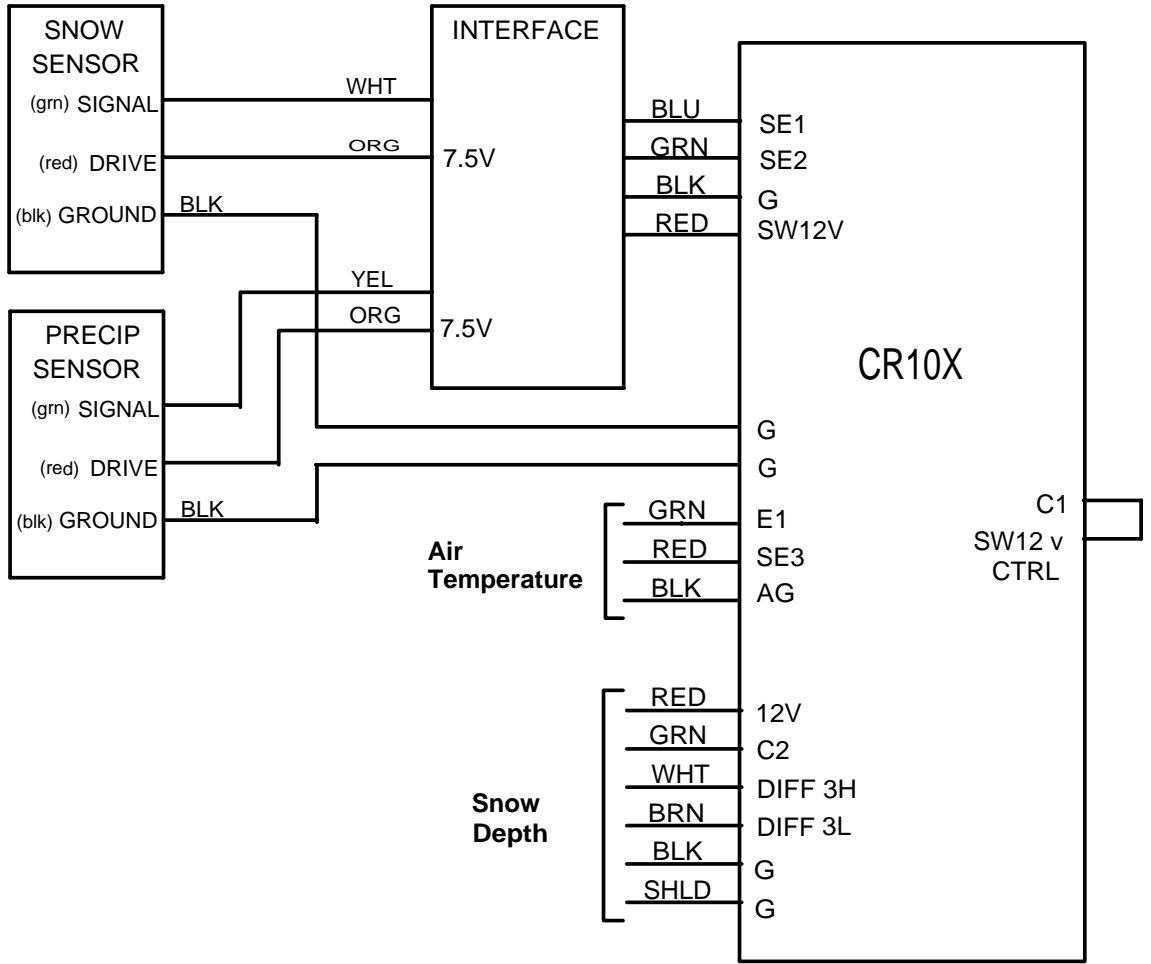 SNOW
SENSOR
(grn) SIGNAL
(red) DRIVE
(blk) GROUND
WHT
ORG
BLK
PRECIP
SENSOR
(grn) SIGNAL
(red) DRIVE
(blk) GROUND
YEL
ORG
BLK
INTERFACE
7.5V
7.5V
BLU
GRN
BLK
RED
SE1
SE2
G
SW12V
CR10X
G
G
Air
Temperature
GRN
RED
BLK
E1
SE3
AG
C1
SW12 v
CTRL
Snow
Depth
RED
GRN
WHT
BRN
BLK
SHLD
12V
C2
DIFF 3H
DIFF 3L
G
G